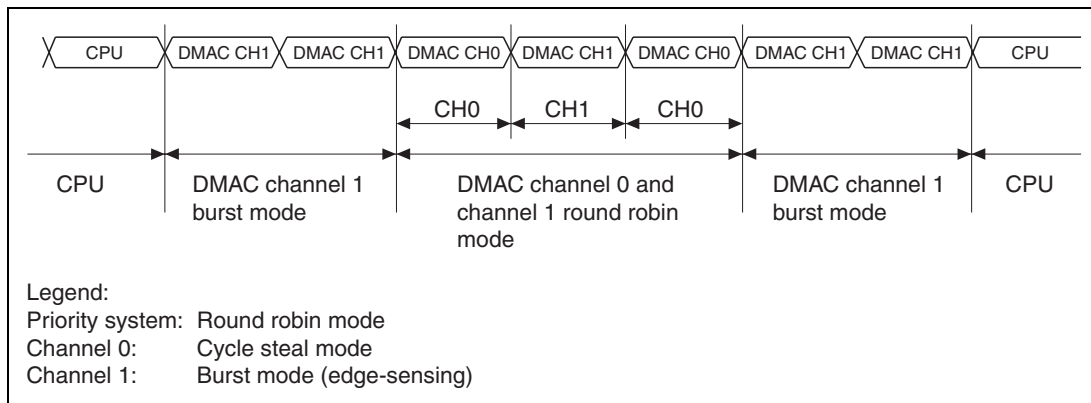 CPU DMAC CH1 DMAC CH1 DMAC CH0 DMAC CH1 DMAC CH0 DMAC CH1 DMAC CH1 CPU
CH0 CH1 CH0
CPU
DMAC channel 1
burst mode
DMAC channel 0 and
channel 1 round robin
mode
DMAC channel 1
burst mode
CPU
Legend:
Priority system: Round robin mode
Channel 0: Cycle steal mode
Channel 1: Burst mode (edge-sensing)